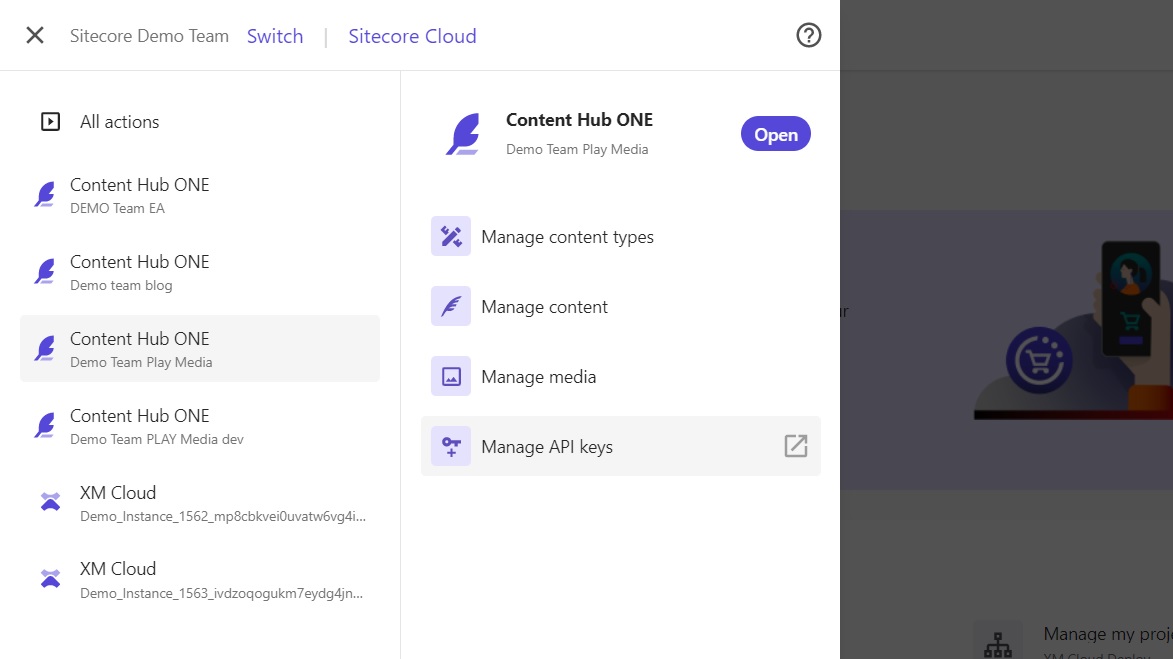 Sitecore Demo Team Switch | Sitecore Cloud
All actions
Content Hub ONE
DEMO Team EA
Content Hub ONE
Demo team blog
Content Hub ONE
Demo Team Play Media
Content Hub ONE
Demo Team PLAY Media dev
XM Cloud
Demo_Instance_1562_mp8cbkvei0uvatw6vg4i...
XM Cloud
Demo_Instance_1563_ivdzoqogukm7eydg4jn...
Content Hub ONE
Demo Team Play Media
Open
Manage content types
Manage content
Manage media
Manage API keys
Manage my proje
XM Cloud Deploy